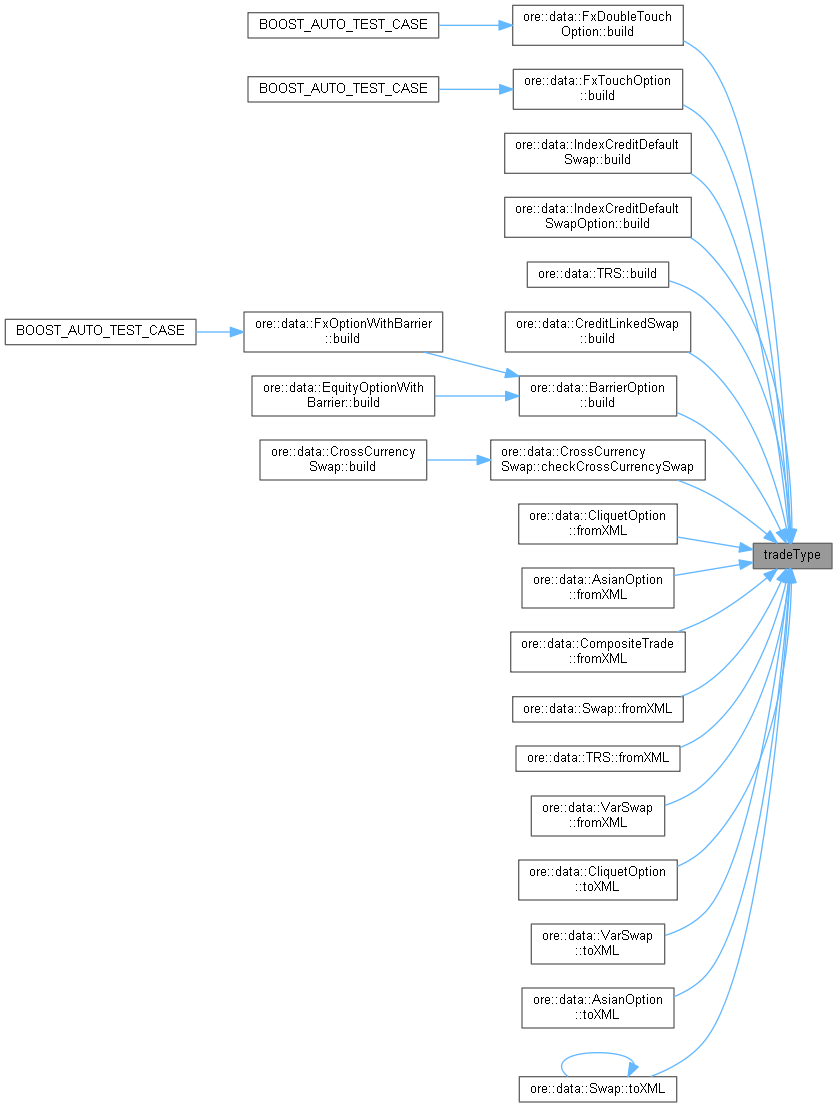 BOOST_AUTO_TEST_CASE
ore::data::FxDoubleTouch
Option::build
BOOST_AUTO_TEST_CASE
ore::data::FxTouchOption
::build
ore::data::IndexCreditDefault
Swap::build
ore::data::IndexCreditDefault
SwapOption::build
ore::data::TRS::build
BOOST_AUTO_TEST_CASE
ore::data::FxOptionWithBarrier
::build
ore::data::CreditLinkedSwap
::build
ore::data::EquityOptionWith
Barrier::build
ore::data::BarrierOption
::build
ore::data::CrossCurrency
Swap::build
ore::data::CrossCurrency
Swap::checkCrossCurrencySwap
ore::data::CliquetOption
::fromXML
tradeType
ore::data::AsianOption
::fromXML
ore::data::CompositeTrade
::fromXML
ore::data::Swap::fromXML
ore::data::TRS::fromXML
ore::data::VarSwap
::fromXML
ore::data::CliquetOption
::toXML
ore::data::VarSwap
::toXML
ore::data::AsianOption
::toXML
ore::data::Swap::toXML